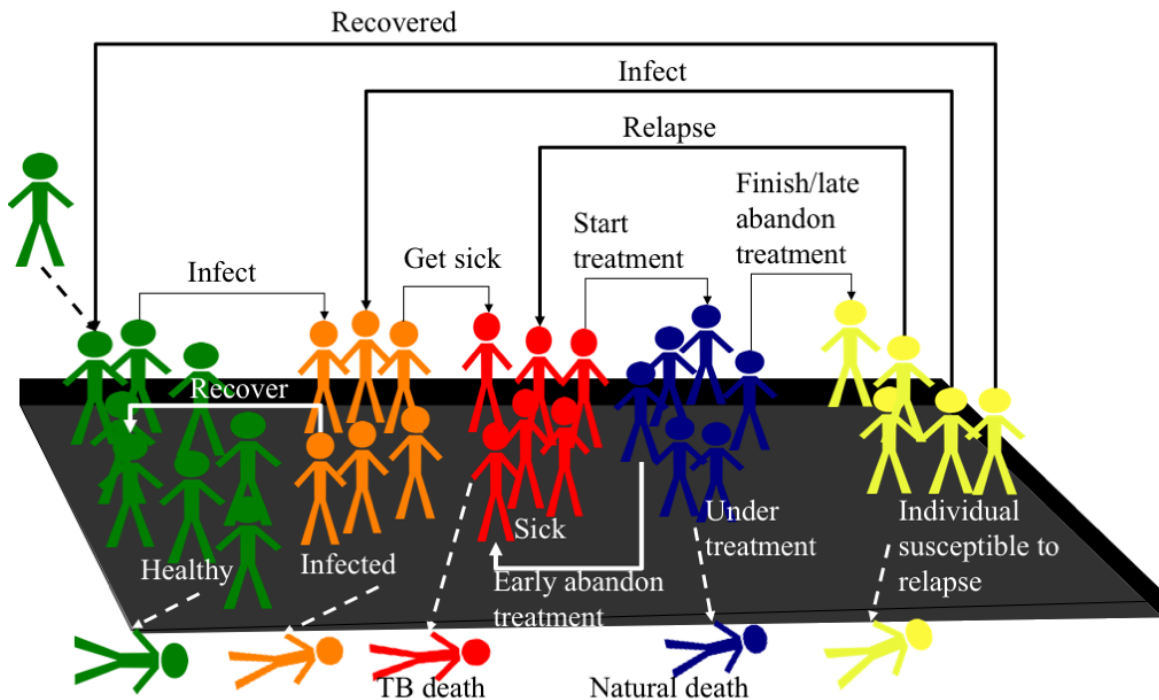 Recovered
Infect
Relapse
Finish/late
abandon
treatment
Start
treatment
Get sick
Infect
Recover
Healthy
Infected
Sick
Early abandon
treatment
Under
treatment
Individual
susceptible to
relapse
TB death
Natural death